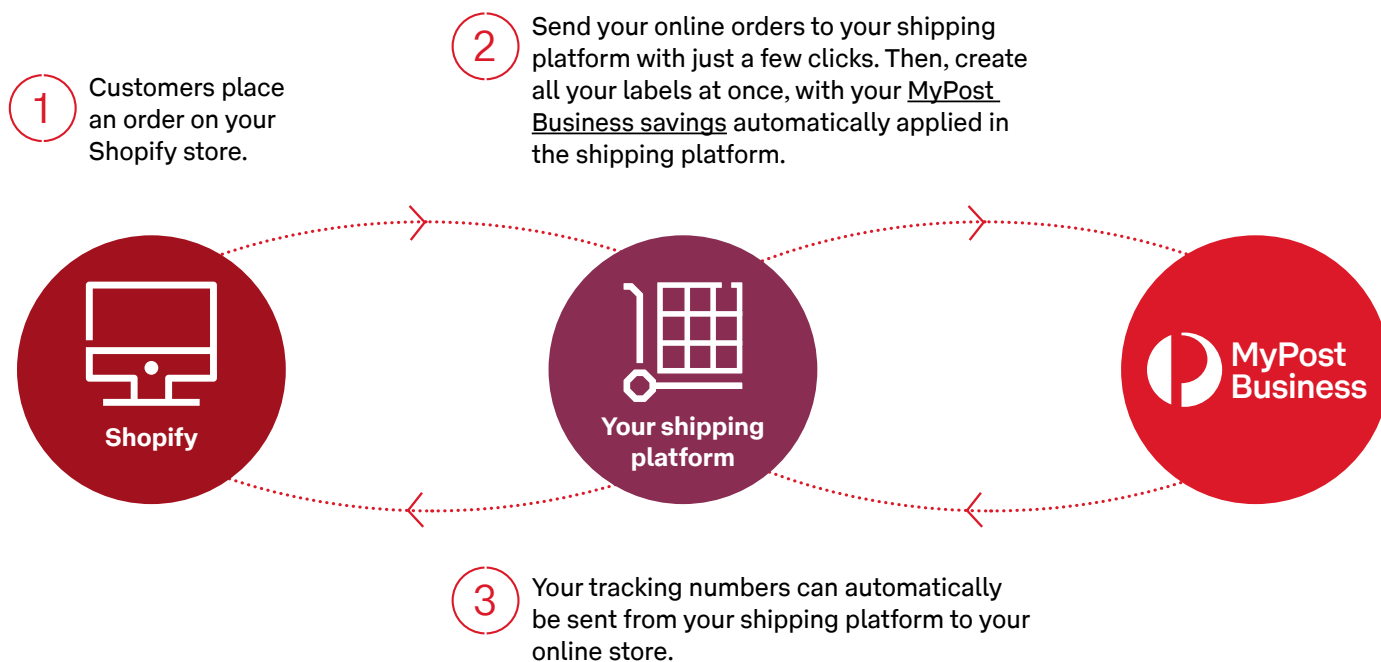 1
Customers place
an order on your
Shopify store.
2
Send your online orders to your shipping
platform with just a few clicks. Then, create
all your labels at once, with your MyPost
Business savings automatically applied in
the shipping platform.
Shopify
Your shipping
platform
MyPost
Business
3
Your tracking numbers can automatically
be sent from your shipping platform to your
online store.